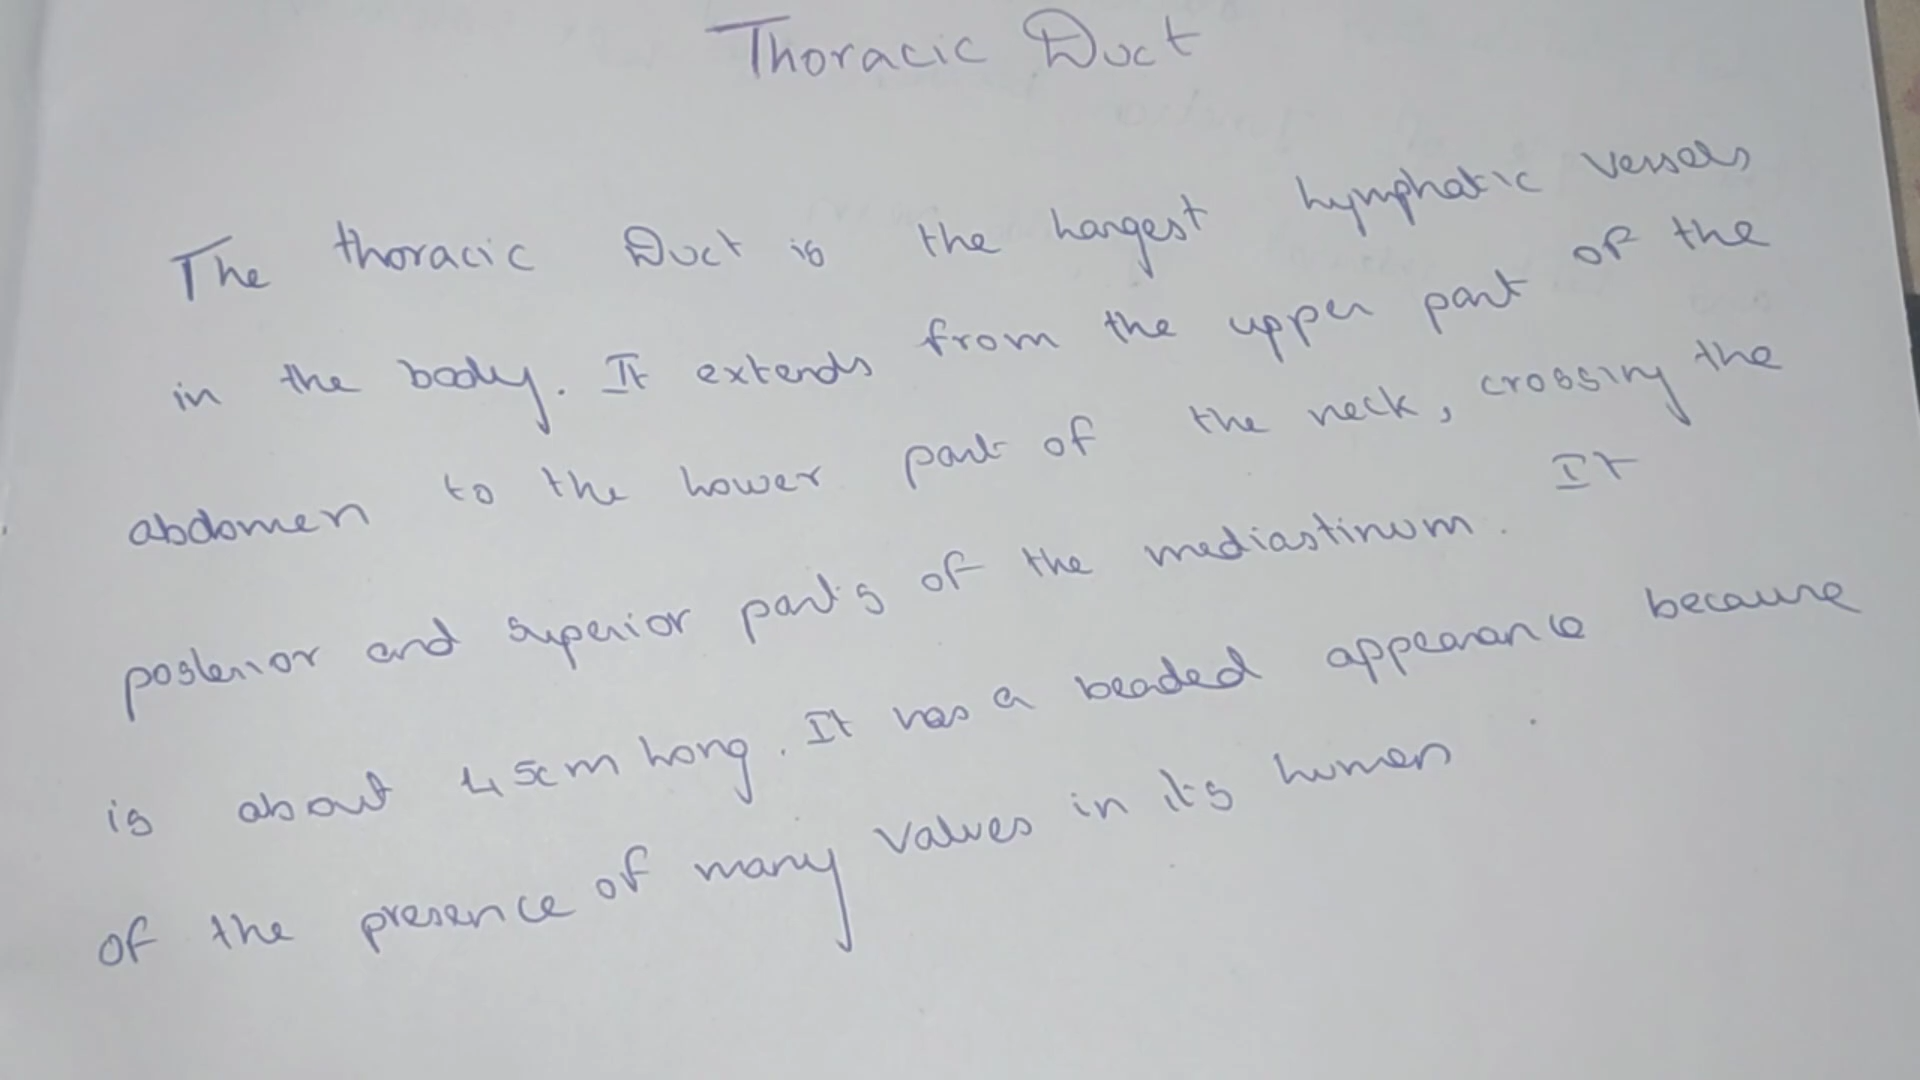 Thoracic Duct
The thoracic Duct is the largest lymphatic vessels
in the body. It extends from the upper part of the
abdomen to the lower part of the neck, crossing the
posterior and superior parts of the mediastinum. It
is about 45cm long. It has a beaded appearance because
of the presence of many valves in its lumen